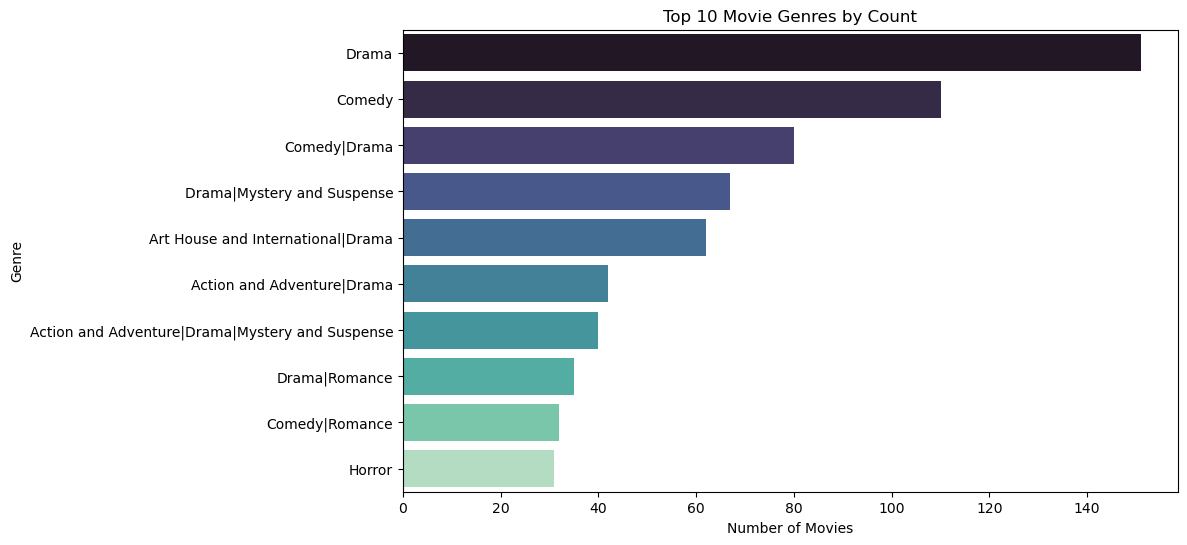 Top 10 Movie Genres by Count
Drama
Comedy
Comedy|Drama
Drama|Mystery and Suspense
Art House and International|Drama
Action and Adventure|Drama
Action and Adventure|Drama|Mystery and Suspense
Drama|Romance
Comedy|Romance
Horror
Genre
0 20 40 60 80 100 120 140
Number of Movies